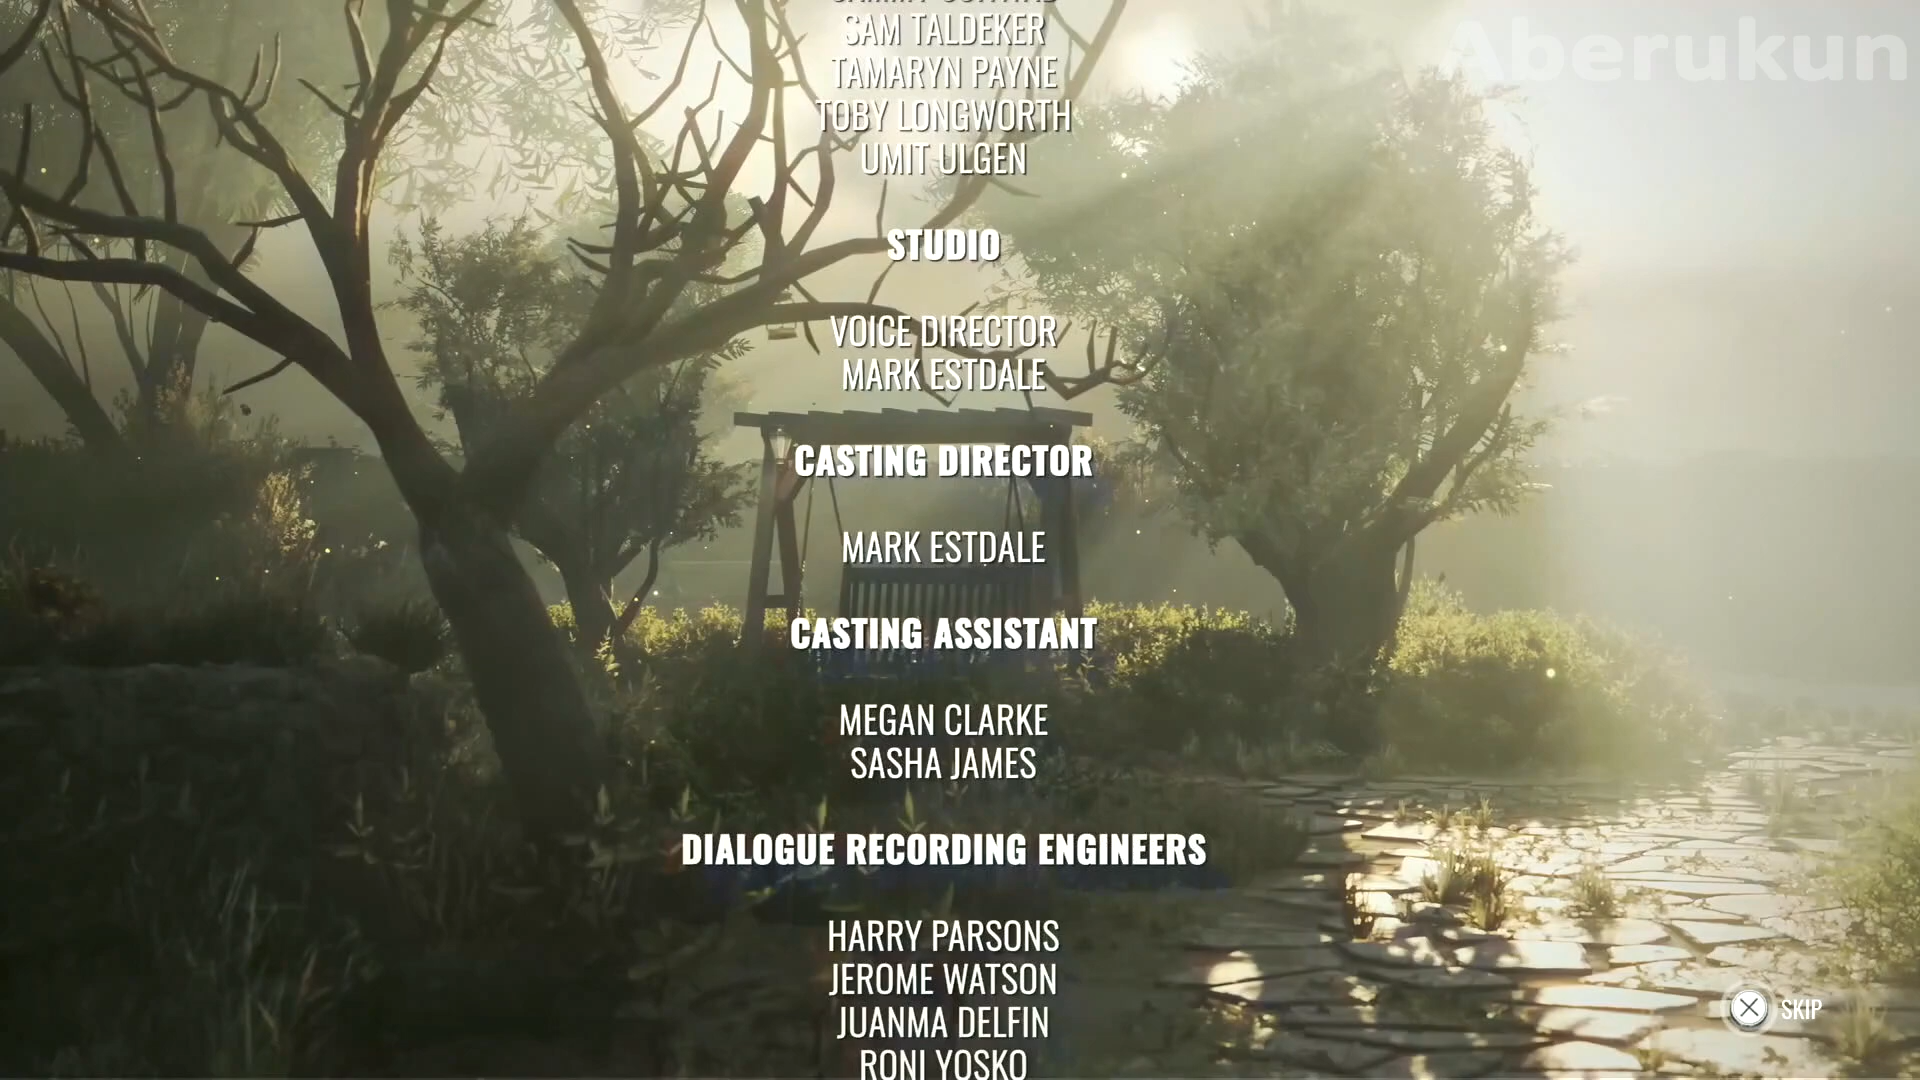 SAM TALDEKER
TAMARYN PAYNE
TOBY LONGWORTH
UMIT ULGEN
STUDIO
VOICE DIRECTOR
MARK ESTDALE
CASTING DIRECTOR
MARK ESTDALE
CASTING ASSISTANT
MEGAN CLARKE
SASHA JAMES
DIALOGUE RECORDING ENGINEERS
HARRY PARSONS
JEROME WATSON
JUANMA DELFIN
RONI YOSKO
SKIP
Aberukun